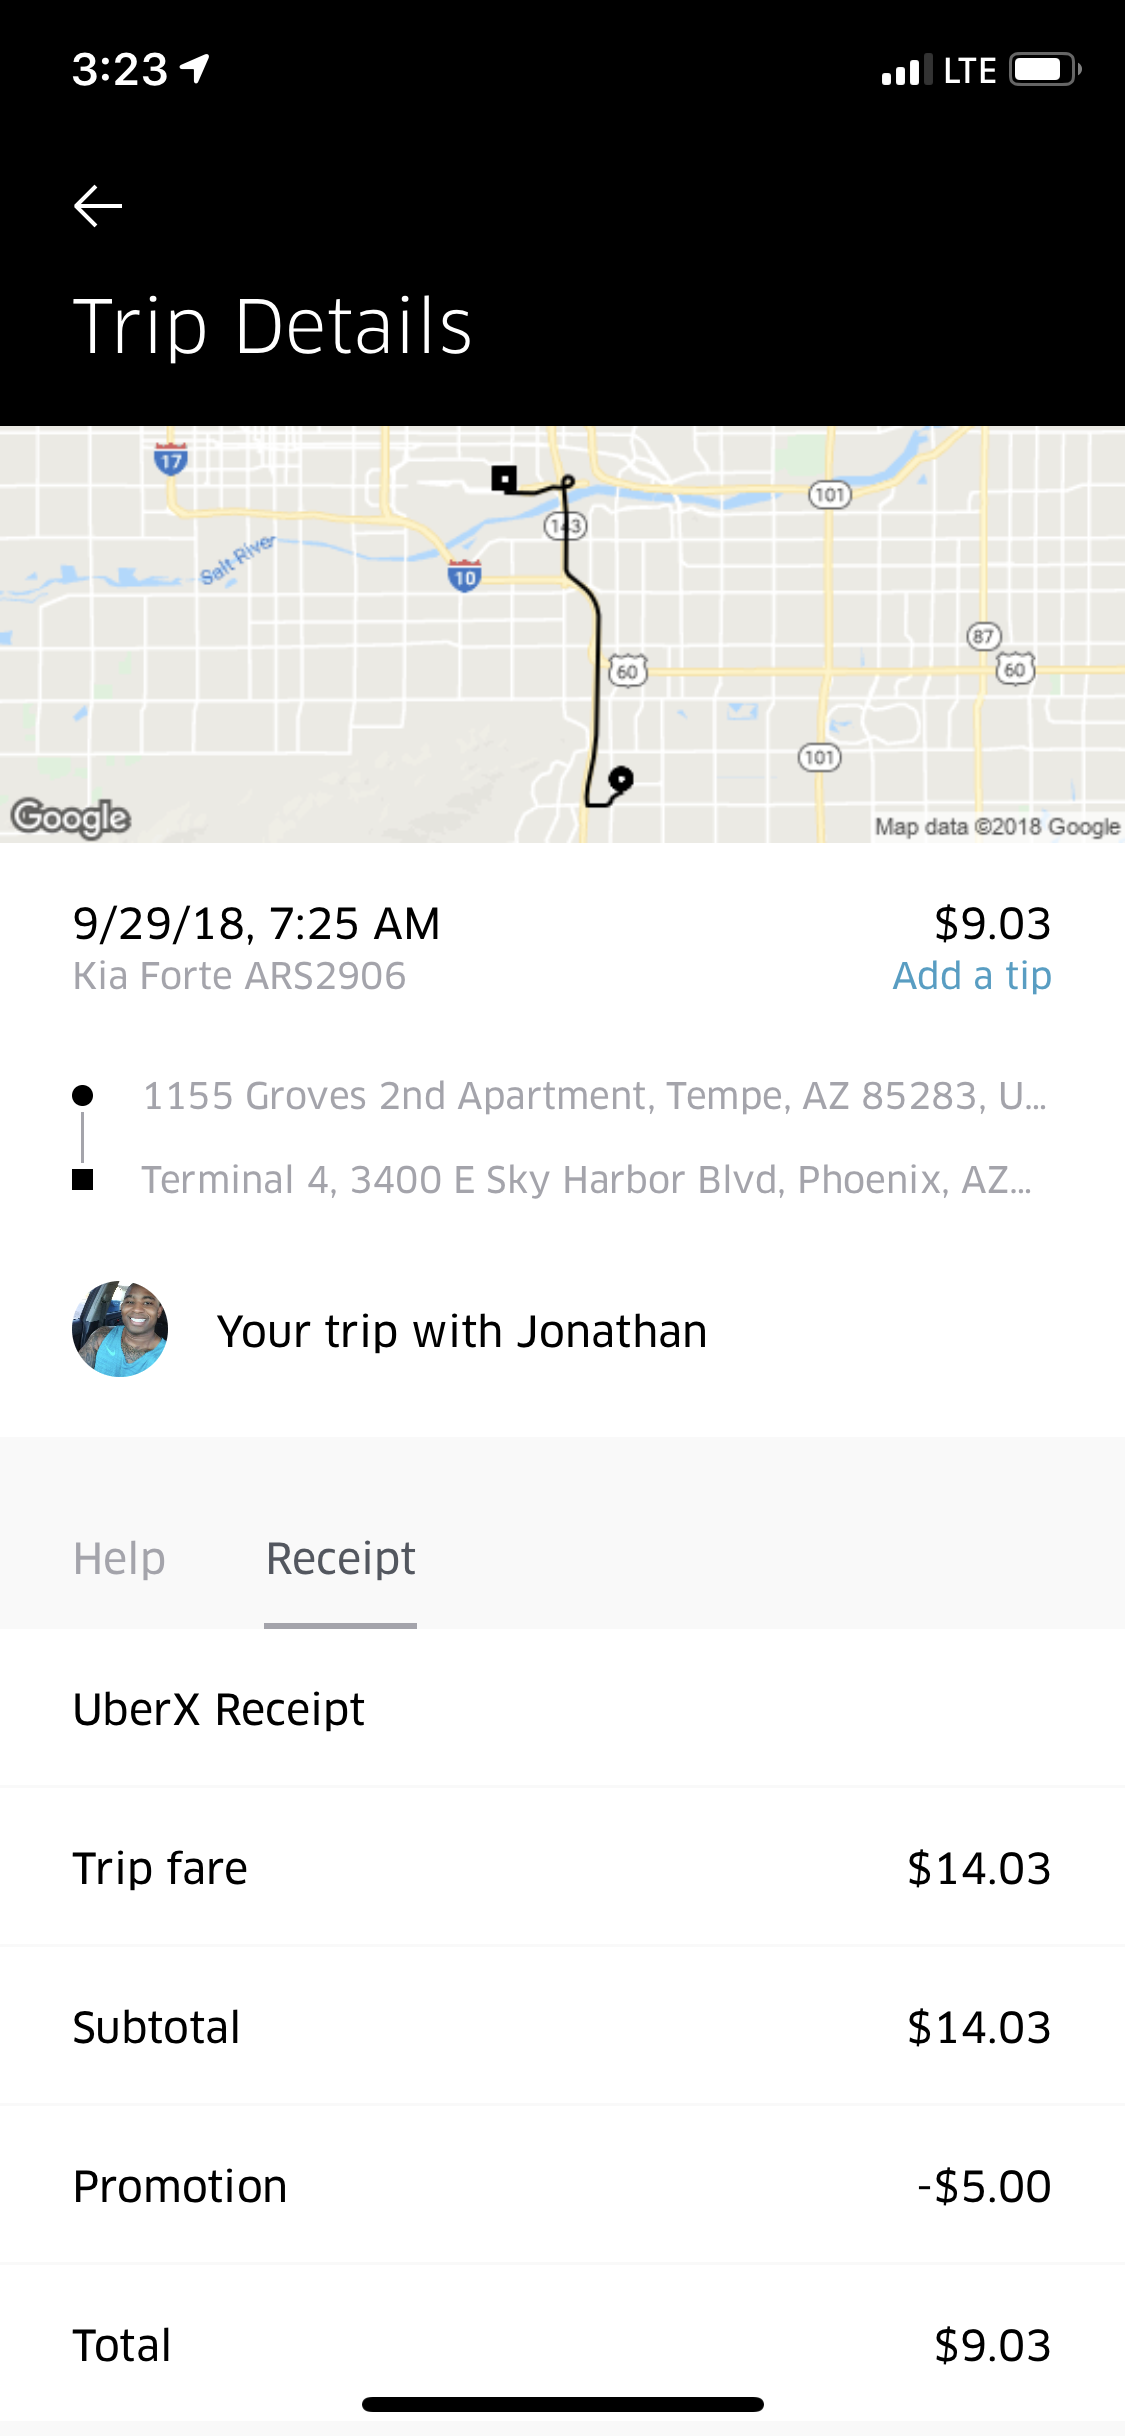 3:23 LTE
Trip Details
17
101
143
Salt River
10
87
60
60
101
Google
Map data ©2018 Google
9/29/18, 7:25 AM $9.03
Kia Forte ARS2906 Add a tip
1155 Groves 2nd Apartment, Tempe, AZ 85283, U...
Terminal 4, 3400 E Sky Harbor Blvd, Phoenix, AZ...
Your trip with Jonathan
Help Receipt
UberX Receipt
Trip fare $14.03
Subtotal $14.03
Promotion -$5.00
Total $9.03